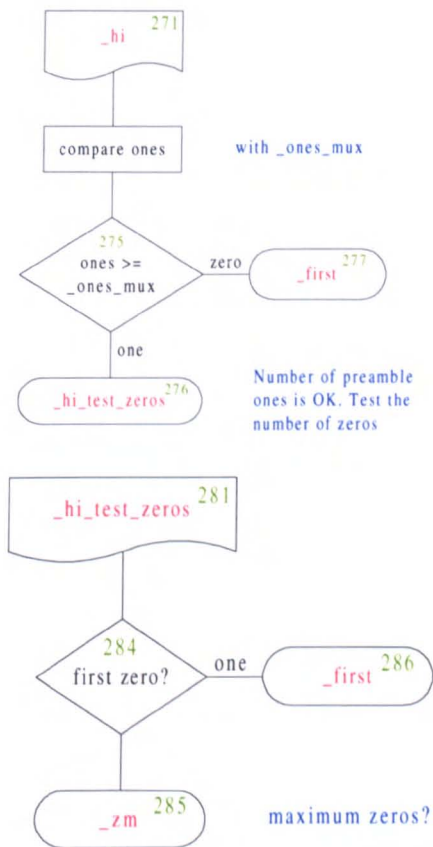 271
_hi
compare ones
with _ones_mux
275
ones >=
_ones_mux
zero
277
_first
one
_hi_test_zeros 276
Number of preamble
ones is OK. Test the
number of zeros
_hi_test_zeros 281
284
first zero?
one
_first 286
_zm 285
maximum zeros?